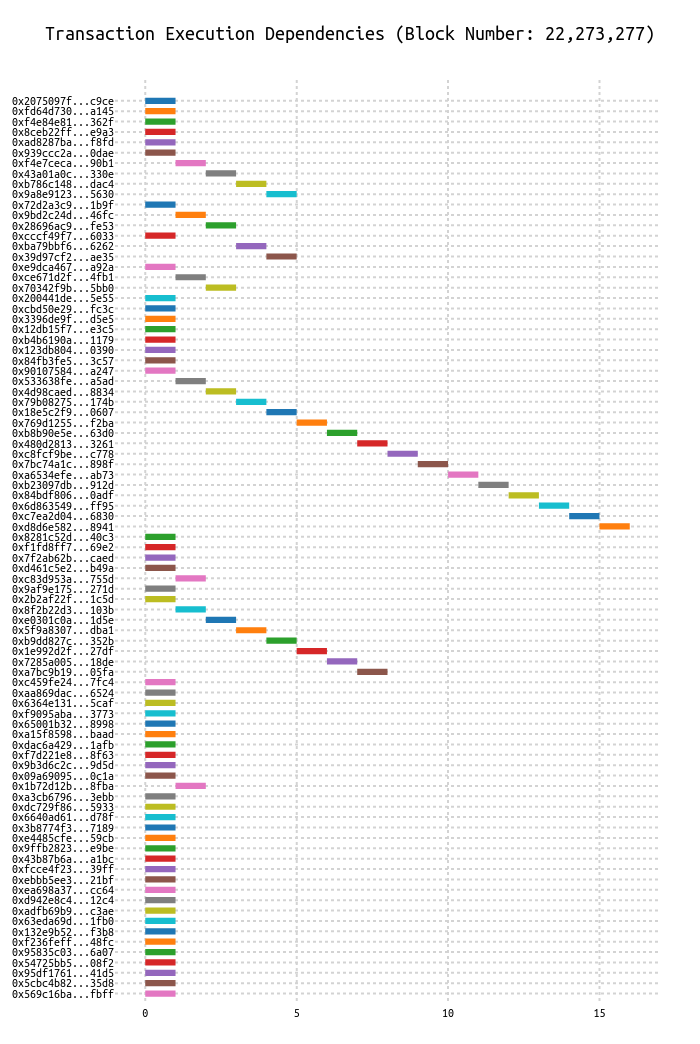 Transaction Execution Dependencies (Block Number: 22,273,277)
0x2075097f...c9ce
0xfd64d730...a145
0xf4e84e81...362f
0x8ceb22ff...e9a3
0xad8287ba...f8fd
0x939ccc2a...0dae
0xf4e7ceca...90b1
0x43a01a0c...330e
0xb786c148...dac4
0x9a8e9123...5630
0x72d2a3c9...1b9f
0x9bd2c24d...46fc
0x28696ac9...fe53
0xcccf49f7...6033
0xba79bbf6...6262
0x39d97cf2...ae35
0xe9dca467...a92a
0xce671d2f...4fb1
0x70342f9b...5bb0
0x200441de...5e55
0xcbd50e29...fc3c
0x3396de9f...d5e5
0x12db15f7...e3c5
0xb4b6190a...1179
0x123db804...0390
0x84fb3fe5...3c57
0x90107584...a247
0x533638fe...a5ad
0x4d98caed...8834
0x79b08275...174b
0x18e5c2f9...0607
0x769d1255...f2ba
0xb8b90e5e...63d0
0x480d2813...3261
0xc8fcf9be...c778
0x7bc74a1c...898f
0xa6534efe...ab73
0xb23097db...912d
0x84bdf806...0adf
0x6d863549...ff95
0xc7ea2d04...6830
0xd8d6e582...8941
0x8281c52d...40c3
0xf1fd8ff7...69e2
0x7f2ab62b...caed
0xd461c5e2...b49a
0xc83d953a...755d
0x9af9e175...271d
0x2b2af22f...1c5d
0x8f2b22d3...103b
0xe0301c0a...1d5e
0x5f9a8307...dba1
0xb9dd827c...352b
0x1e992d2f...27df
0x7285a005...18de
0xa7bc9b19...05fa
0xc459fe24...7fc4
0xaa869dac...6524
0x6364e131...5caf
0xf9095aba...3773
0x65001b32...8998
0xa15f8598...baad
0xdac6a429...1afb
0xf7d221e8...8f63
0x9b3d6c2c...9d5d
0x09a69095...0c1a
0x1b72d12b...8fba
0xa3cb6796...3ebb
0xdc729f86...5933
0x6640ad61...d78f
0x3b8774f3...7189
0xe4485cfe...59cb
0x9ffb2823...e9be
0x43b87b6a...a1bc
0xfcce4f23...39ff
0xebbb5ee3...21bf
0xea698a37...cc64
0xd942e8c4...12c4
0xadfb69b9...c3ae
0x63eda69d...1fb0
0x132e9b52...f3b8
0xf236feff...48fc
0x95835c03...6a07
0x54725bb5...08f2
0x95df1761...41d5
0x5cbc4b82...35d8
0x569c16ba...fbff
0 5 10 15